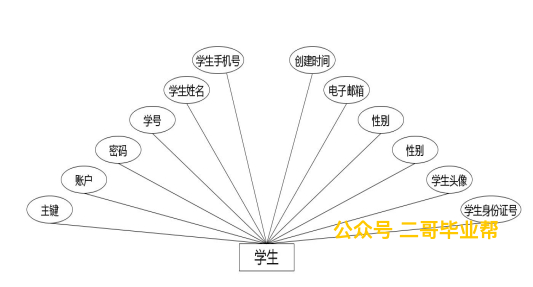 学生手机号
创建时间
学生姓名
电子邮箱
学号
性别
密码
性别
账户
学生头像
主键
学生身份证号
公众号 二哥毕业帮
学生